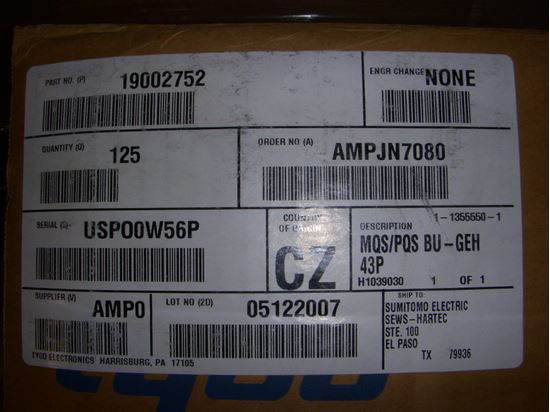 PART NO. (P) 19002752
ENGR CHANGE NONE
QUANTITY (Q) 125
ORDER NO (A) AMPJN7080
SERIAL (S) USP00W56P
COUNTRY OF ORIGIN
CZ
1-1355550-1
DESCRIPTION
MQS/PQS BU-GEH
43P
H1039030 1 OF 1
SUPPLIER (V) AMP0
LOT NO (2D) 05122007
SHIP TO:
SUMITOMO ELECTRIC
SEWS-HARTEC
STE. 100
EL PASO
TX 79936
TYCO ELECTRONICS HARRISBURG, PA 17105
tyco